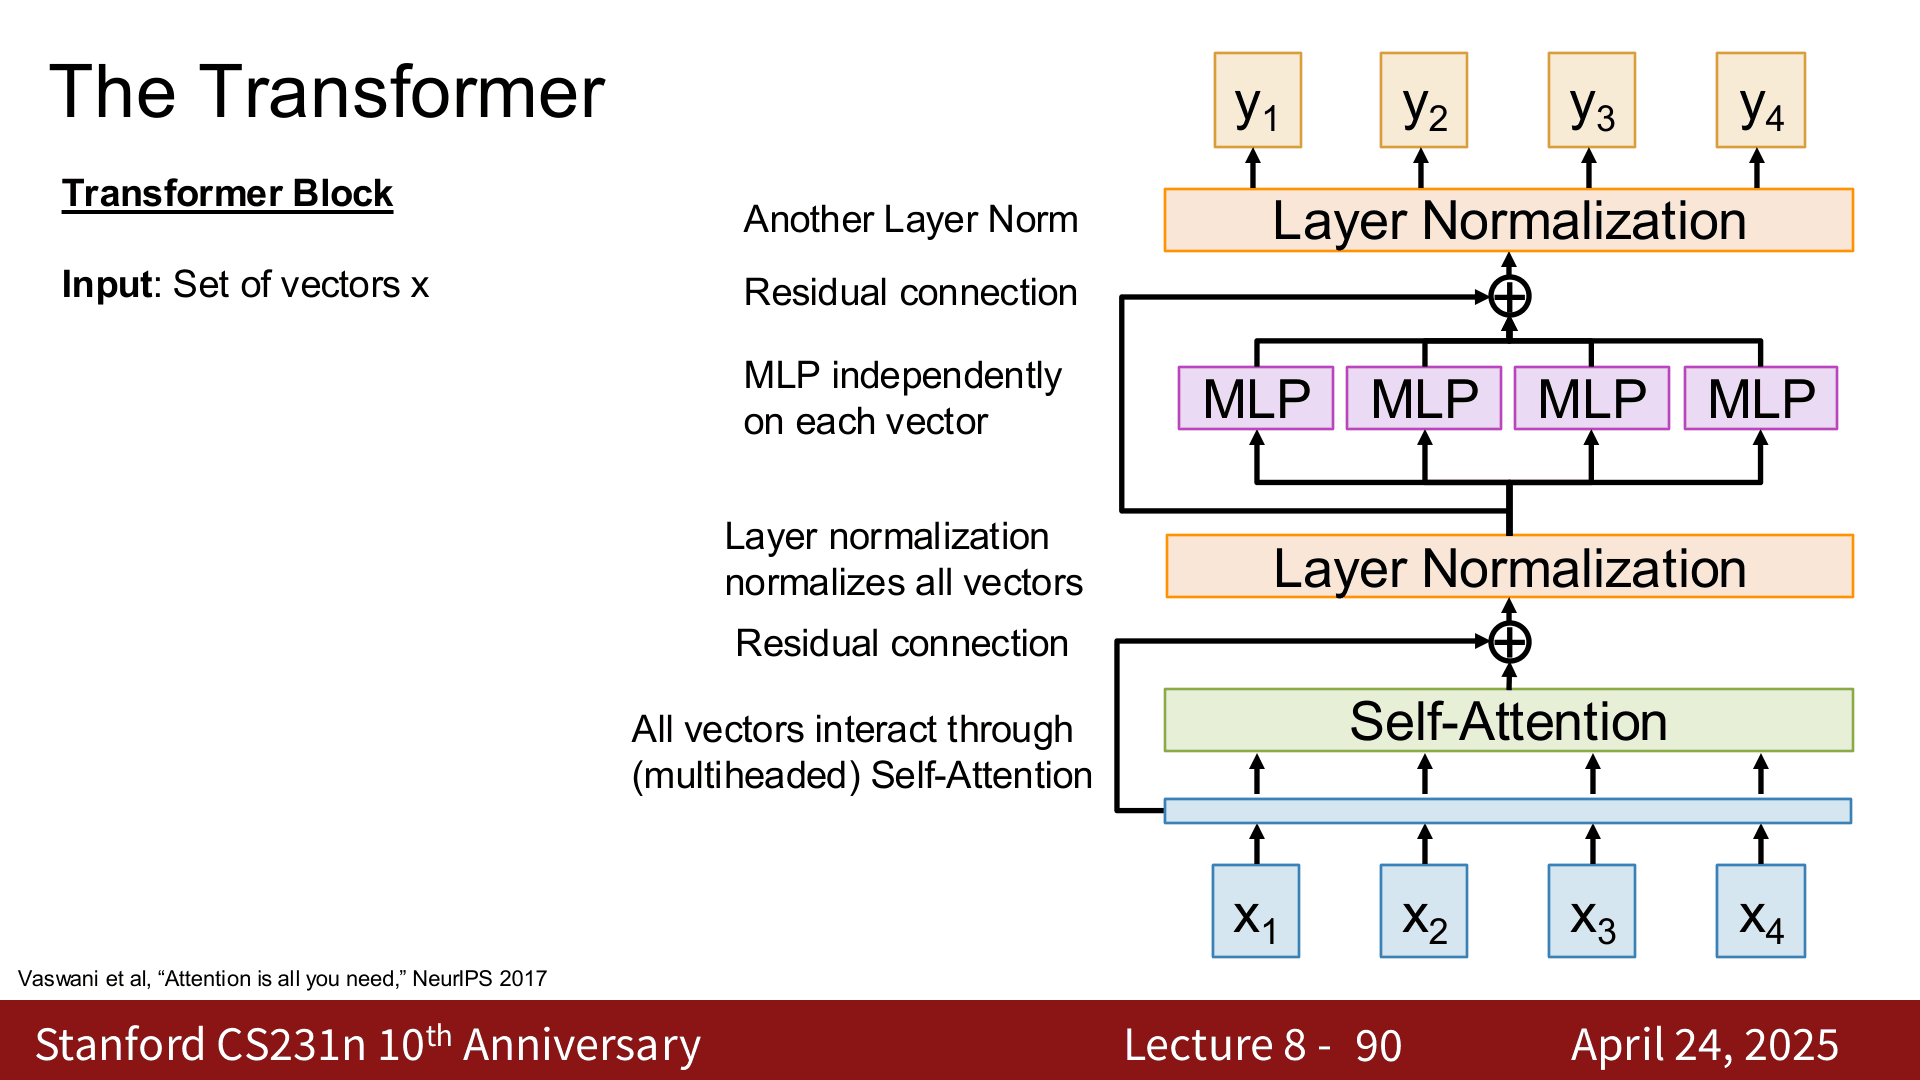 The Transformer
Transformer Block
Input: Set of vectors x
y1 y2 y3 y4
Another Layer Norm
Layer Normalization
Residual connection
MLP independently
on each vector
MLP MLP MLP MLP
Layer normalization
normalizes all vectors
Layer Normalization
Residual connection
All vectors interact through
(multiheaded) Self-Attention
Self-Attention
x1 x2 x3 x4
Vaswani et al, “Attention is all you need,” NeurIPS 2017
Stanford CS231n 10th Anniversary
Lecture 8 - 90
April 24, 2025